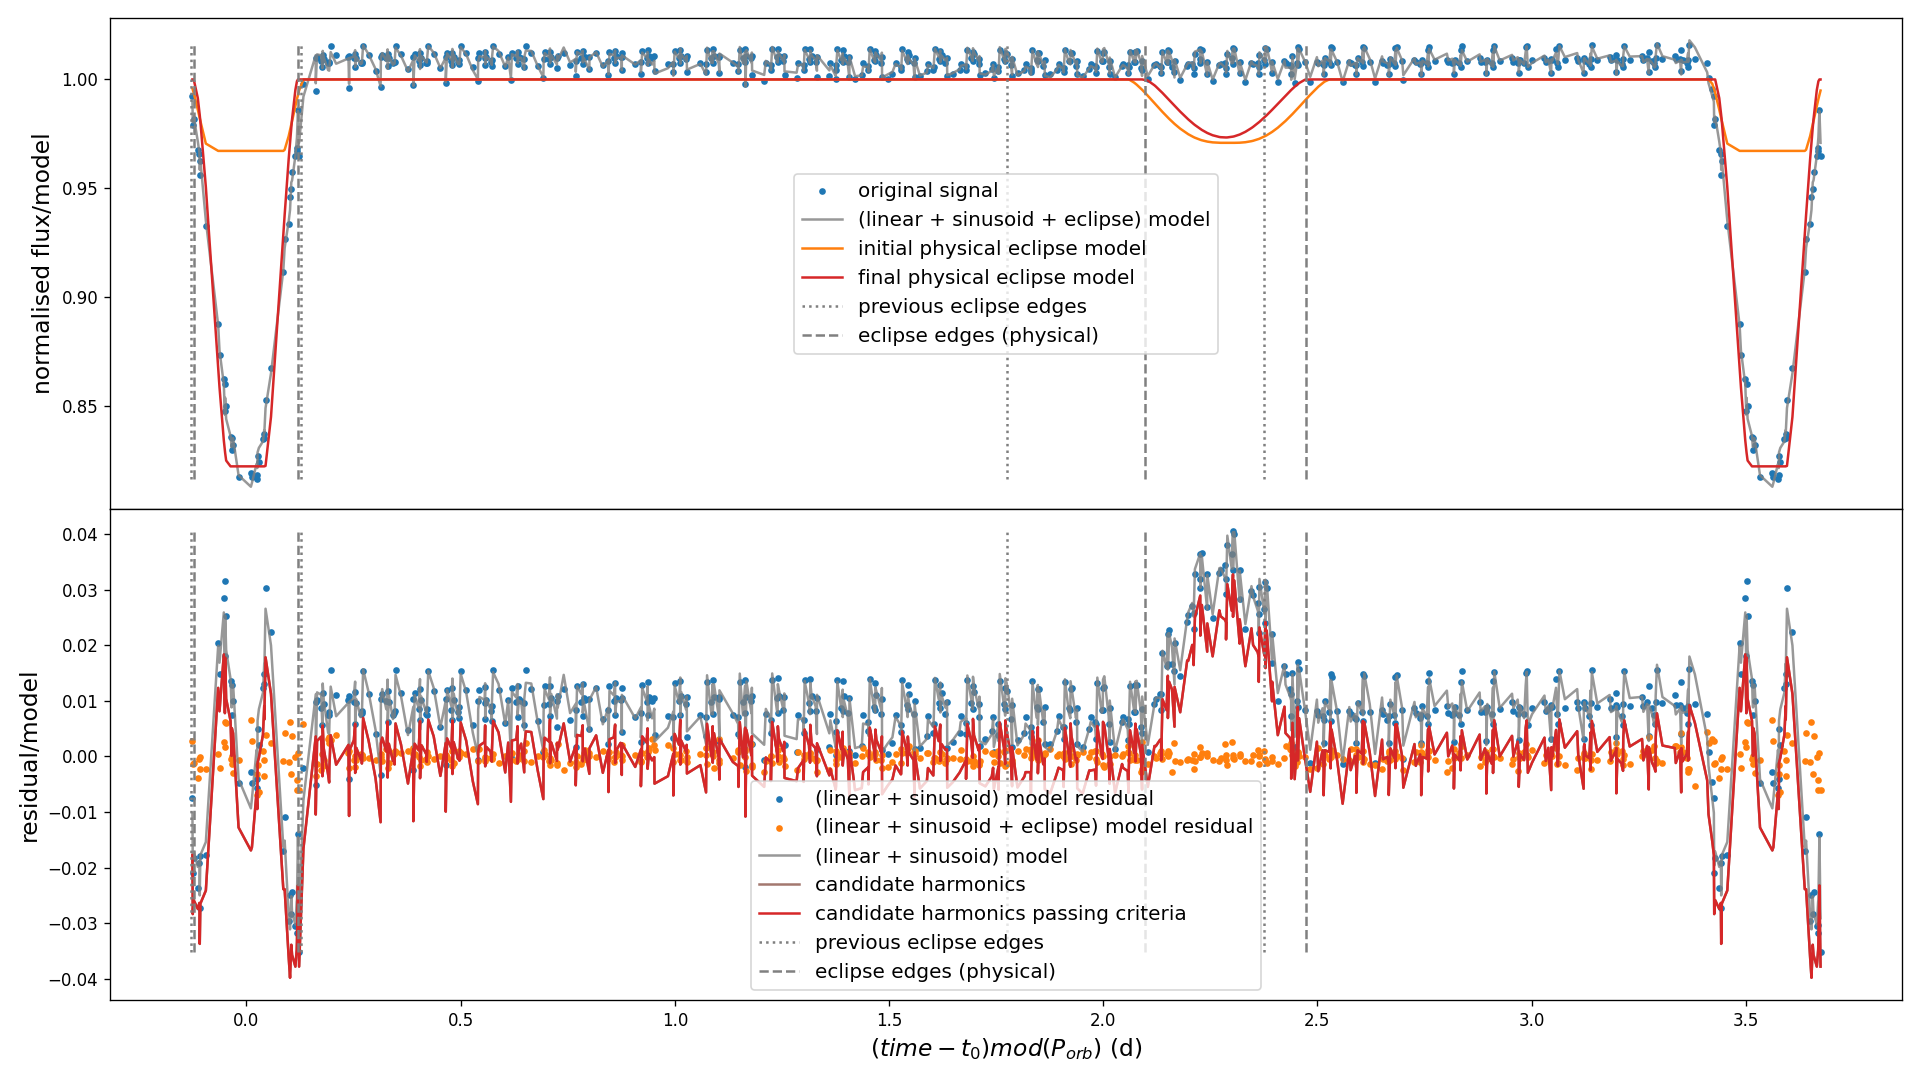 normalised flux/model
1.00
0.95
0.90
0.85
original signal
(linear + sinusoid + eclipse) model
initial physical eclipse model
final physical eclipse model
previous eclipse edges
eclipse edges (physical)
residual/model
0.04
0.03
0.02
0.01
0.00
−0.01
−0.02
−0.03
−0.04
(linear + sinusoid) model residual
(linear + sinusoid + eclipse) model residual
(linear + sinusoid) model
candidate harmonics
candidate harmonics passing criteria
previous eclipse edges
eclipse edges (physical)
0.0 0.5 1.0 1.5 2.0 2.5 3.0 3.5
(time − t₀)mod(P_orb) (d)